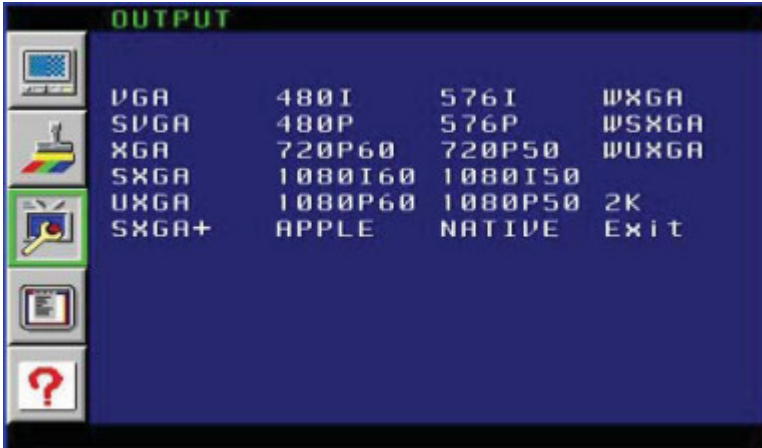 OUTPUT
VGA 480I 576I WXGA
SVGA 480P 576P WSXGA
XGA 720P60 720P50 WUXGA
SXGA 1080I60 1080I50
UXGA 1080P60 1080P50 2K
SXGA+ APPLE NATIVE Exit
?